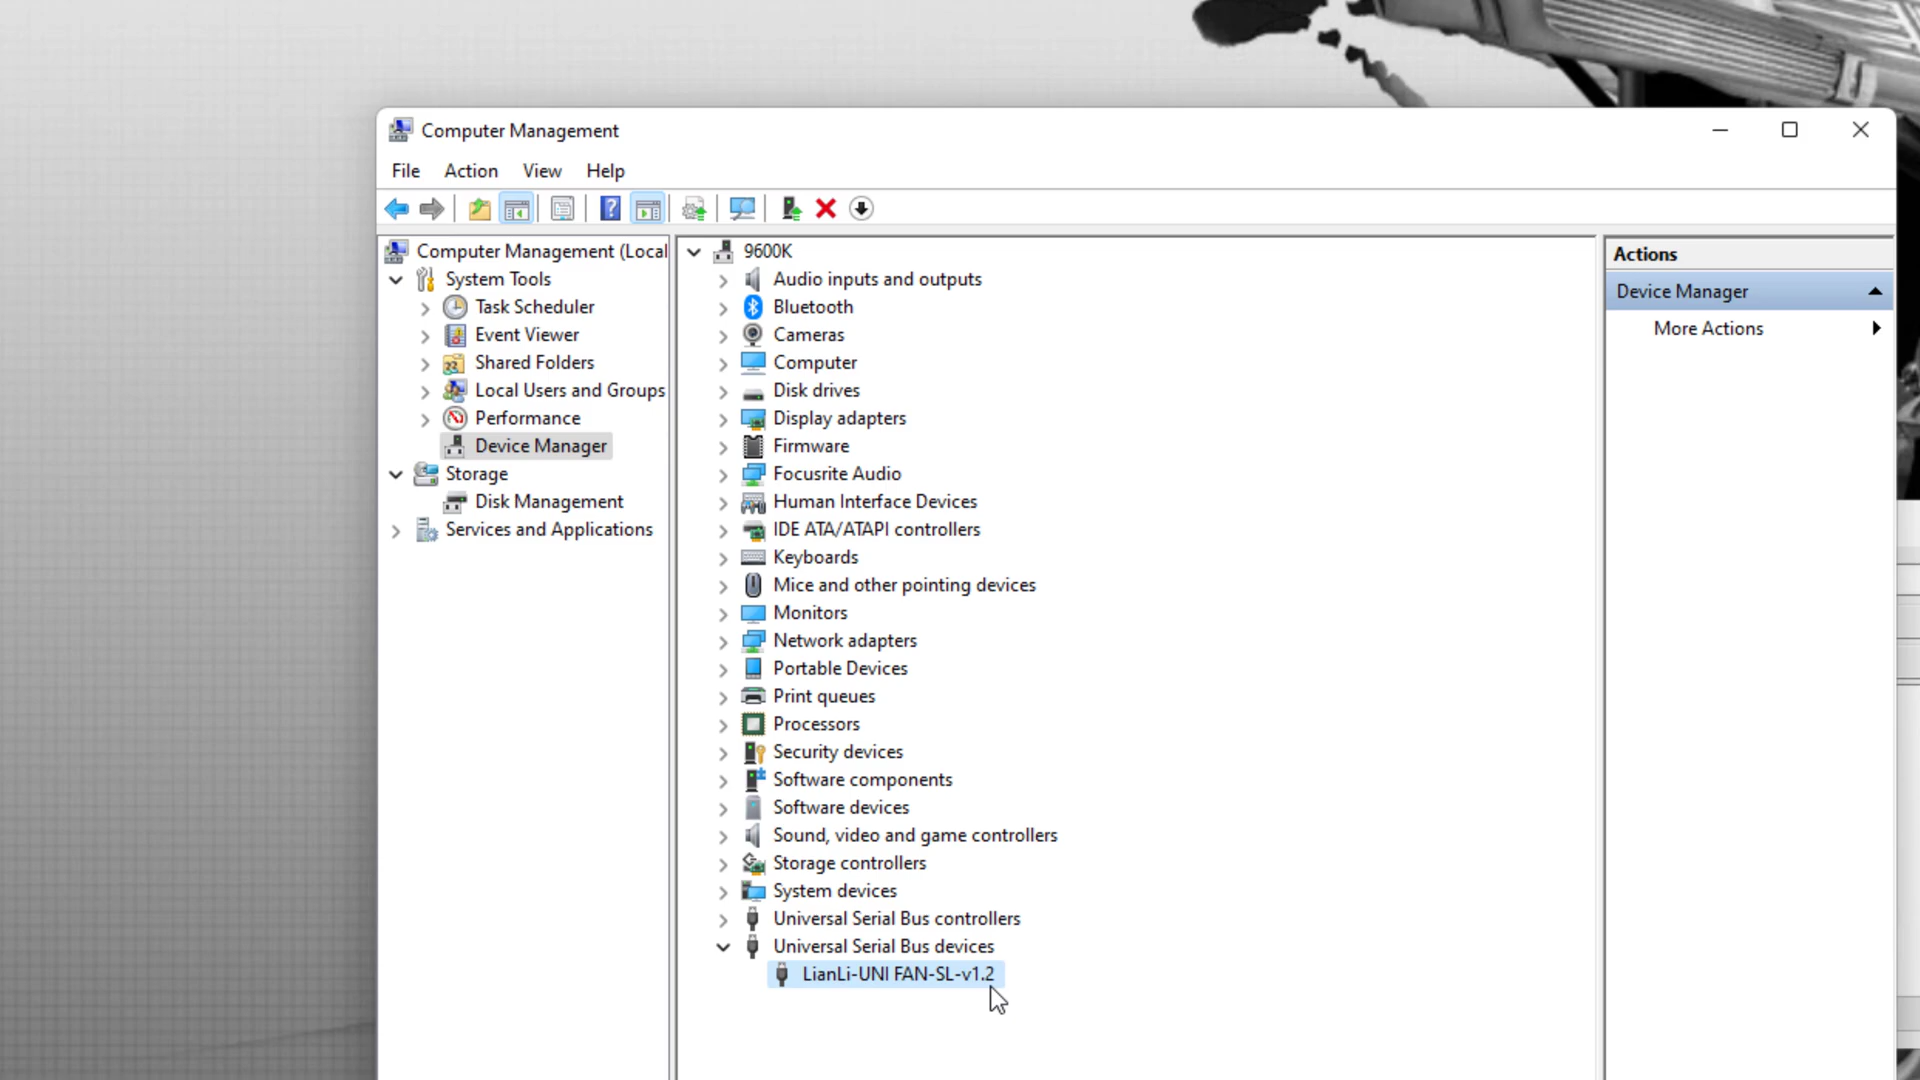 Computer Management
File Action View Help
Computer Management (Local
System Tools
Task Scheduler
Event Viewer
Shared Folders
Local Users and Groups
Performance
Device Manager
Storage
Disk Management
Services and Applications
9600K
Audio inputs and outputs
Bluetooth
Cameras
Computer
Disk drives
Display adapters
Firmware
Focusrite Audio
Human Interface Devices
IDE ATA/ATAPI controllers
Keyboards
Mice and other pointing devices
Monitors
Network adapters
Portable Devices
Print queues
Processors
Security devices
Software components
Software devices
Sound, video and game controllers
Storage controllers
System devices
Universal Serial Bus controllers
Universal Serial Bus devices
LianLi-UNI FAN-SL-v1.2
Actions
Device Manager
More Actions